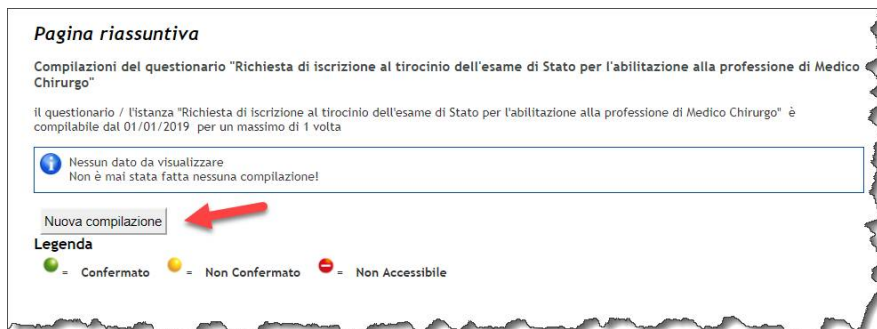 Pagina riassuntiva
Compilazioni del questionario "Richiesta di iscrizione al tirocinio dell'esame di Stato per l'abilitazione alla professione di Medico
Chirurgo"
il questionario / l'istanza "Richiesta di iscrizione al tirocinio dell'esame di Stato per l'abilitazione alla professione di Medico Chirurgo" è
compilabile dal 01/01/2019 per un massimo di 1 volta
Nessun dato da visualizzare
Non è mai stata fatta nessuna compilazione!
Nuova compilazione
Legenda
= Confermato = Non Confermato = Non Accessibile